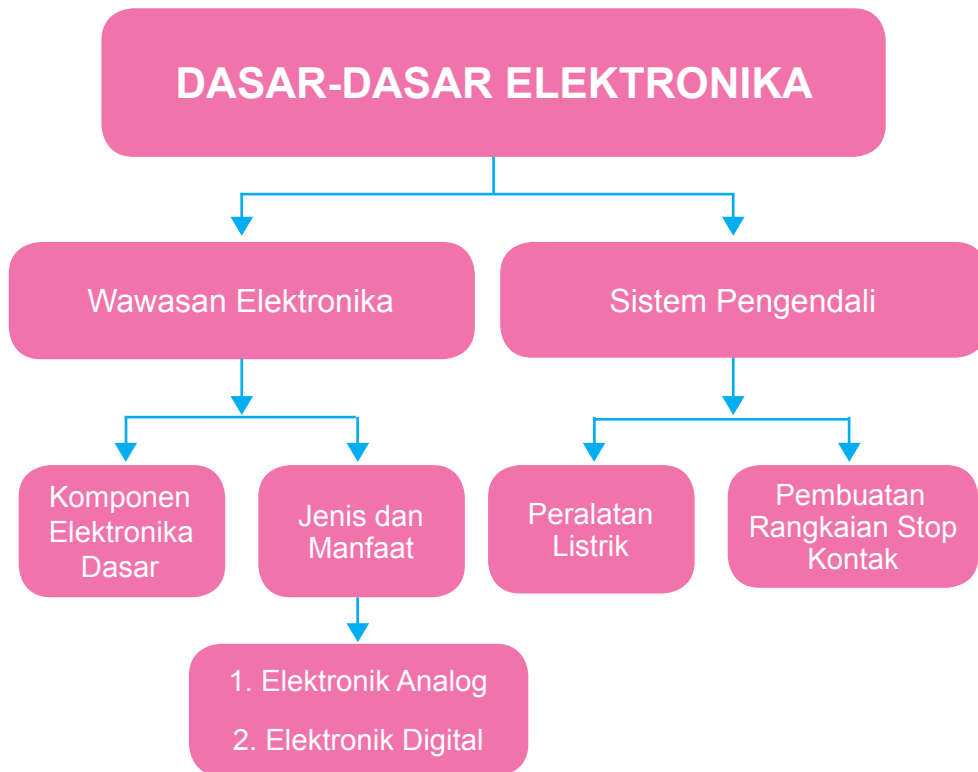 DASAR-DASAR ELEKTRONIKA
Wawasan Elektronika
Sistem Pengendali
Komponen
Elektronika
Dasar
Jenis dan
Manfaat
Peralatan
Listrik
Pembuatan
Rangkaian Stop
Kontak
1. Elektronik Analog
2. Elektronik Digital